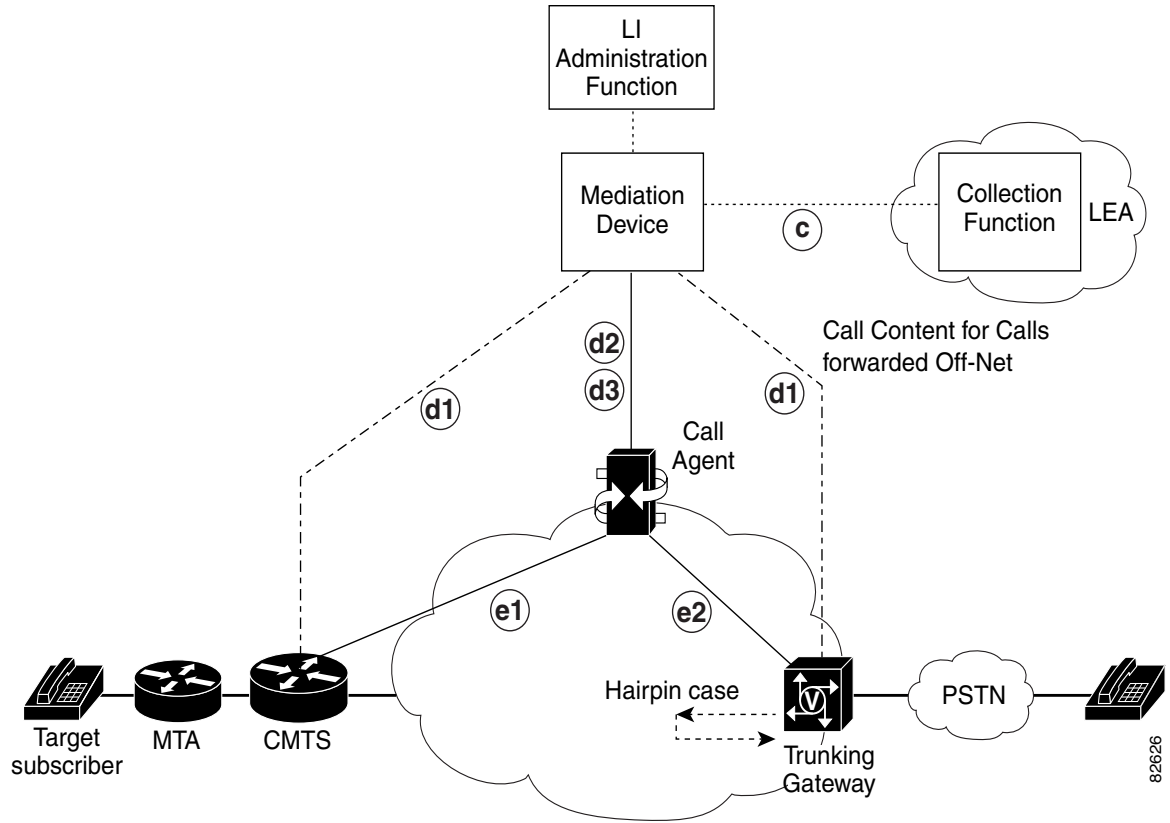 LI
Administration
Function
Mediation
Device
Collection
Function
LEA
c
Call Content for Calls
forwarded Off-Net
d2
d3
d1
d1
Call
Agent
e1
e2
Hairpin case
V
PSTN
Target
subscriber
MTA
CMTS
Trunking
Gateway
82626